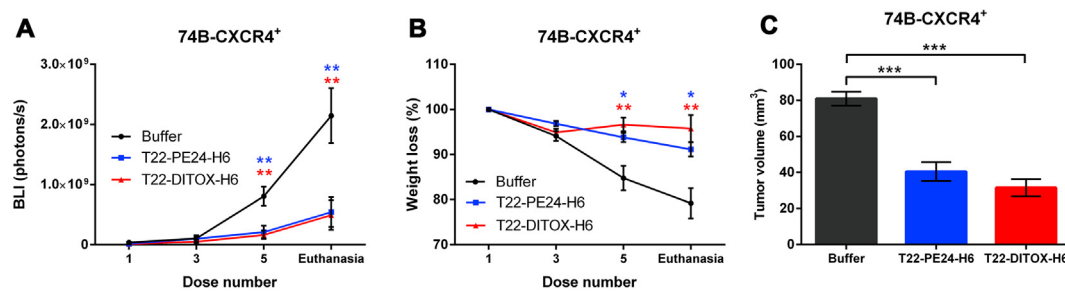 A
74B-CXCR4⁺
BLI (photons/s)
3.0×10⁹
2.0×10⁹
1.0×10⁹
0
**
**
**
**
Buffer
T22-PE24-H6
T22-DITOX-H6
1 3 5 Euthanasia
Dose number
B
74B-CXCR4⁺
Weight loss (%)
110
100
90
80
70
* *
** **
Buffer
T22-PE24-H6
T22-DITOX-H6
1 3 5 Euthanasia
Dose number
C
74B-CXCR4⁺
Tumor volume (mm³)
100
80
60
40
20
0
***
***
Buffer T22-PE24-H6 T22-DITOX-H6